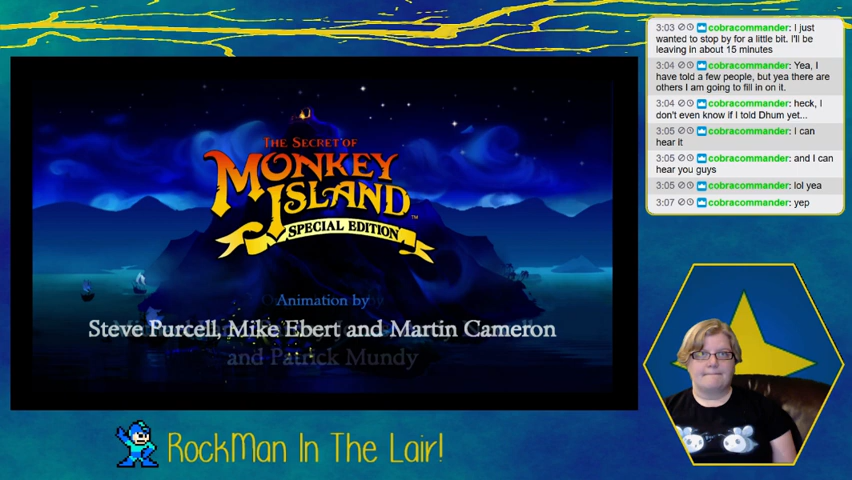 THE SECRET OF
MONKEY
ISLAND™
SPECIAL EDITION
Animation by
Steve Purcell, Mike Ebert and Martin Cameron
and Patrick Mundy
RockMan In The Lair!
3:03 cobracommander: I just
wanted to stop by for a little bit. I'll be
leaving in about 15 minutes
3:04 cobracommander: Yea, I
have told a few people, but yea there are
others I am going to fill in on it.
3:04 cobracommander: heck, I
don't even know if I told Dhum yet...
3:05 cobracommander: I can
hear it
3:05 cobracommander: and I can
hear you guys
3:05 cobracommander: lol yea
3:07 cobracommander: yep